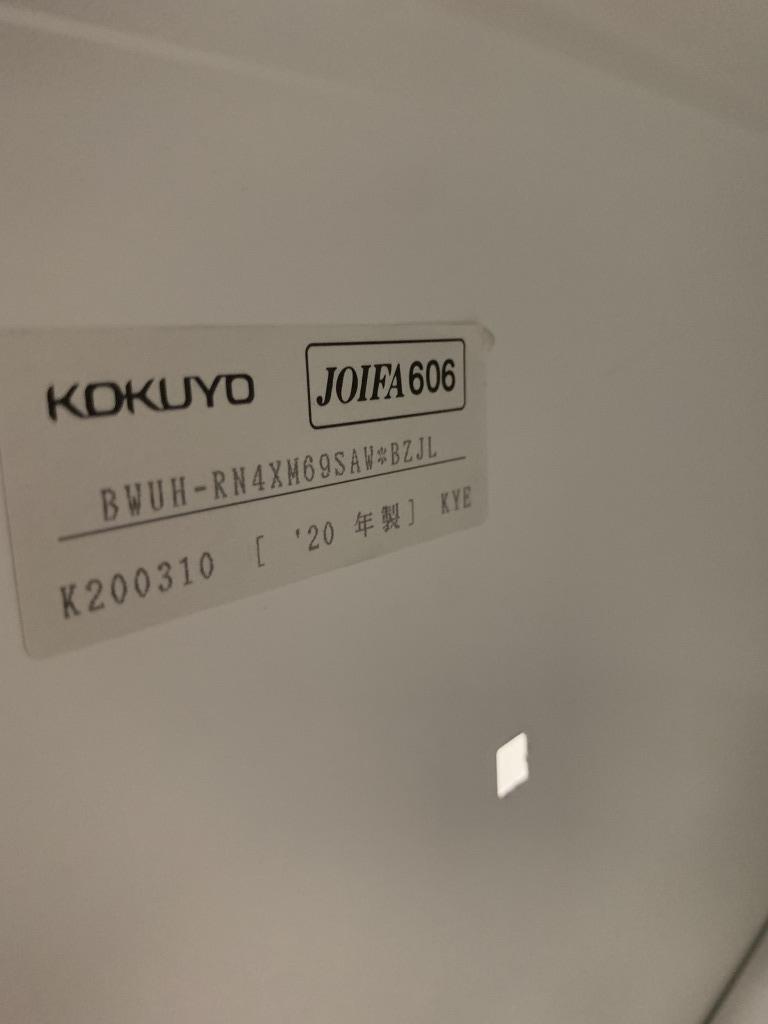 KOKUYO JOIFA606
BWUH-RN4XM69SAW*BZJL
K200310 [ '20 年製] KYE